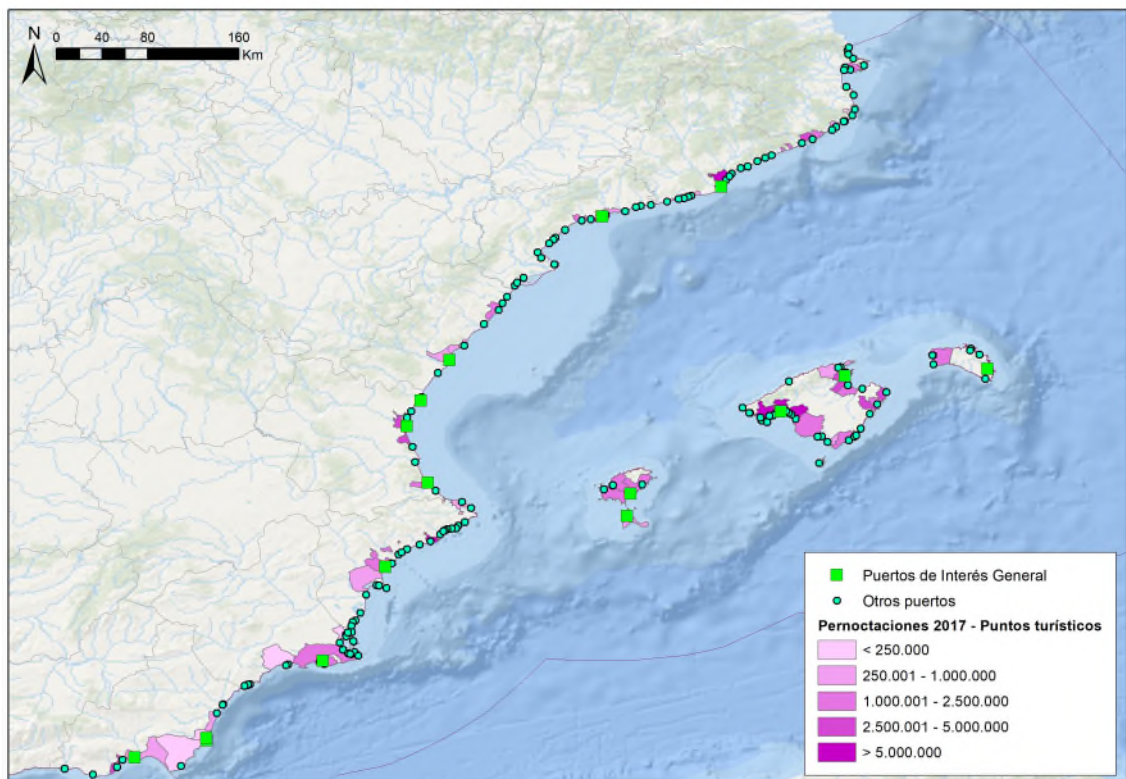 N
0 40 80 160
Km
Puertos de Interés General
Otros puertos
Pernoctaciones 2017 - Puntos turísticos
< 250.000
250.001 - 1.000.000
1.000.001 - 2.500.000
2.500.001 - 5.000.000
> 5.000.000